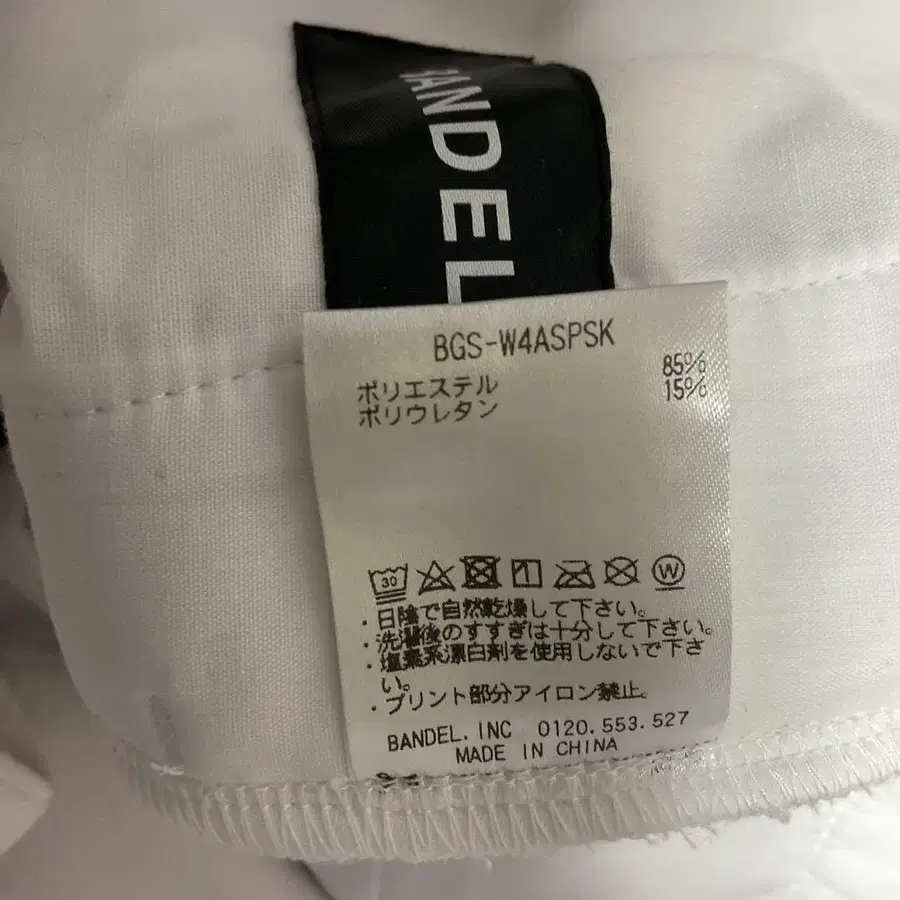 BANDEL
BGS-W4ASPSK
ポリエステル 85%
ポリウレタン 15%
30
W
・日陰で自然乾燥して下さい。
・洗濯後のすすぎは十分して下さい。
・塩素系漂白剤を使用しないで下さ
い。
・プリント部分アイロン禁止。
BANDEL.INC 0120.553.527
MADE IN CHINA